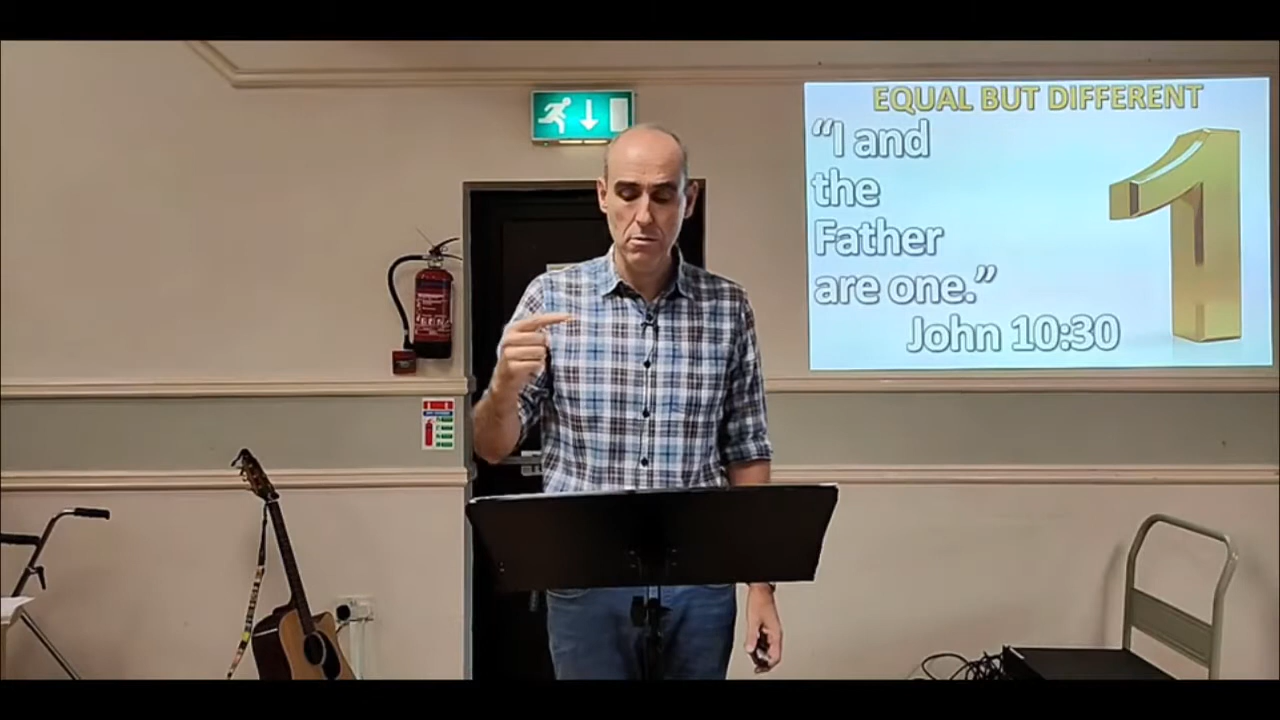 EQUAL BUT DIFFERENT
“I and
the
Father
are one.”
John 10:30